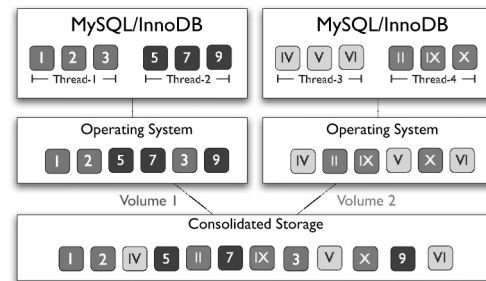 MySQL/InnoDB
1 2 3 5 7 9
Thread-1 Thread-2
Operating System
1 2 5 7 3 9
Volume 1
MySQL/InnoDB
IV V VI II IX X
Thread-3 Thread-4
Operating System
IV II IX V X VI
Volume 2
Consolidated Storage
1 2 IV 5 II 7 IX 3 V X 9 VI